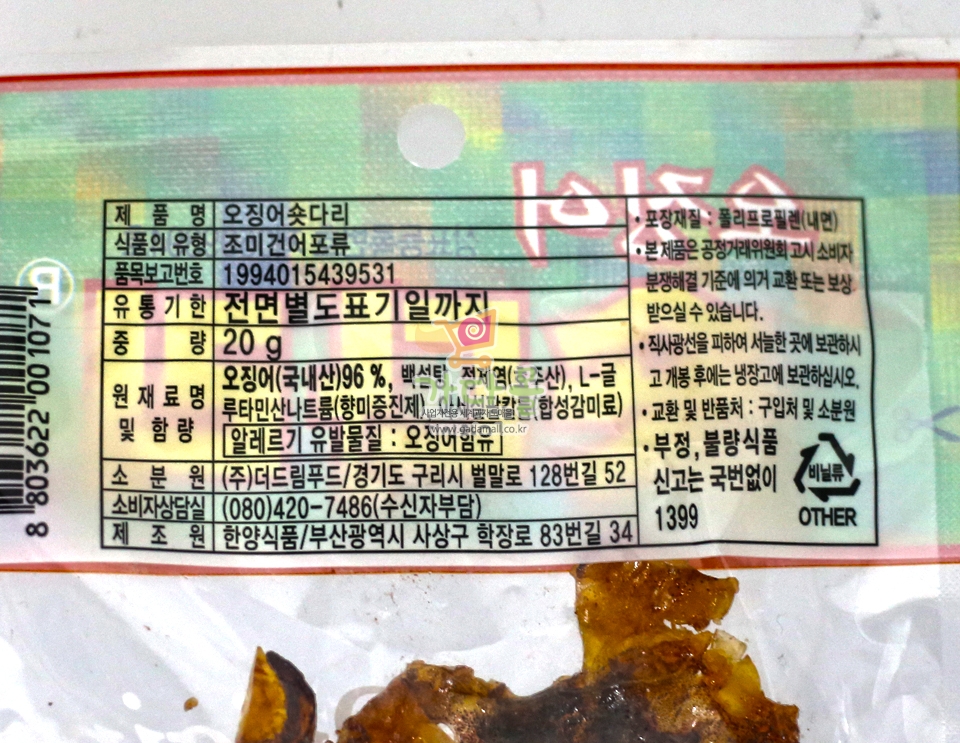 오징어
제 품 명 오징어숏다리
식품의 유형 조미건어포류
품목보고번호 1994015439531
유 통 기 한 전면별도표기일까지
중 량 20 g
원 재 료 명 및 함 량
오징어(국내산)96 %, 백설탕, 정제염(호주산), L-글
루타민산나트륨(향미증진제), (합성감미료)
알레르기 유발물질 : 오징어함유
소 분 원 (주)더드림푸드/경기도 구리시 벌말로 128번길 52
소비자상담실 (080)420-7486(수신자부담)
제 조 원 한양식품/부산광역시 사상구 학장로 83번길 34
• 포장재질 : 폴리프로필렌(내면)
• 본 제품은 공정거래위원회 고시 소비자
분쟁해결 기준에 의거 교환 또는 보상
받으실 수 있습니다.
• 직사광선을 피하여 서늘한 곳에 보관하시
고 개봉 후에는 냉장고에 보관하십시오.
• 교환 및 반품처 : 구입처 및 소분원
• 부정, 불량식품
신고는 국번없이
1399
비닐류
OTHER
8 803622 001071
www.gadamall.co.kr